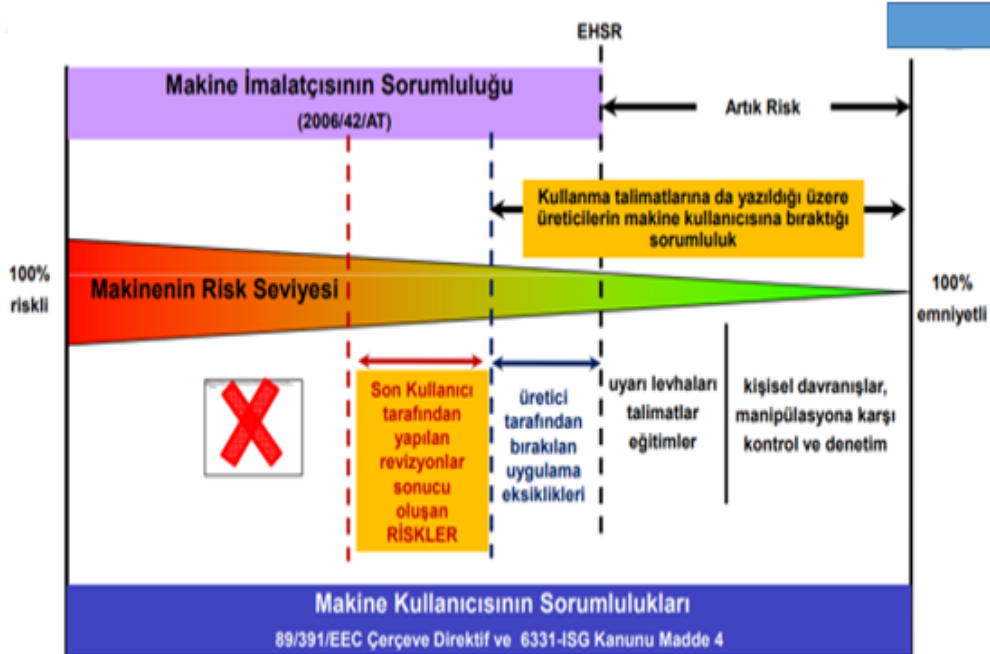 EHSR
Makine İmalatçısının Sorumluluğu
(2006/42/AT)
Artık Risk
Kullanma talimatlarına da yazıldığı üzere
üreticilerin makine kullanıcısına bıraktığı
sorumluluk
100%
riskli
Makinenin Risk Seviyesi
100%
emniyetli
Son Kullanıcı
tarafından
yapılan
revizyonlar
sonucu
oluşan
RİSKLER
üretici
tarafından
bırakılan
uygulama
eksiklikleri
uyarı levhaları
talimatlar
eğitimler
kişisel davranışlar,
manipülasyona karşı
kontrol ve denetim
Makine Kullanıcısının Sorumlulukları
89/391/EEC Çerçeve Direktif ve 6331-ISG Kanunu Madde 4